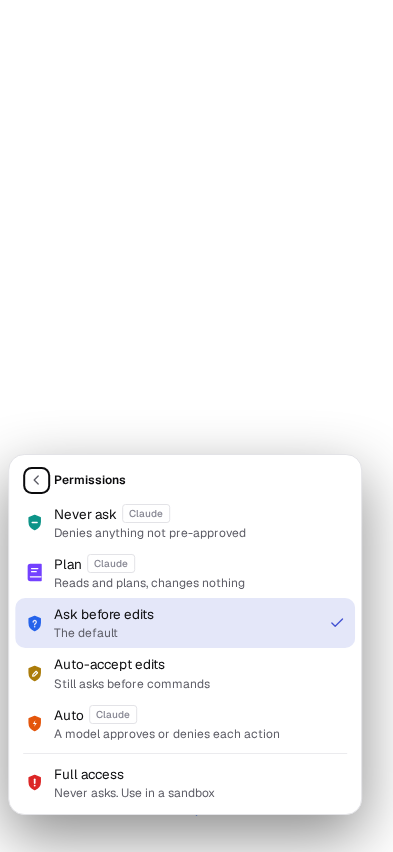 Permissions
Never ask Claude
Denies anything not pre-approved
Plan Claude
Reads and plans, changes nothing
Ask before edits
The default
Auto-accept edits
Still asks before commands
Auto Claude
A model approves or denies each action
Full access
Never asks. Use in a sandbox